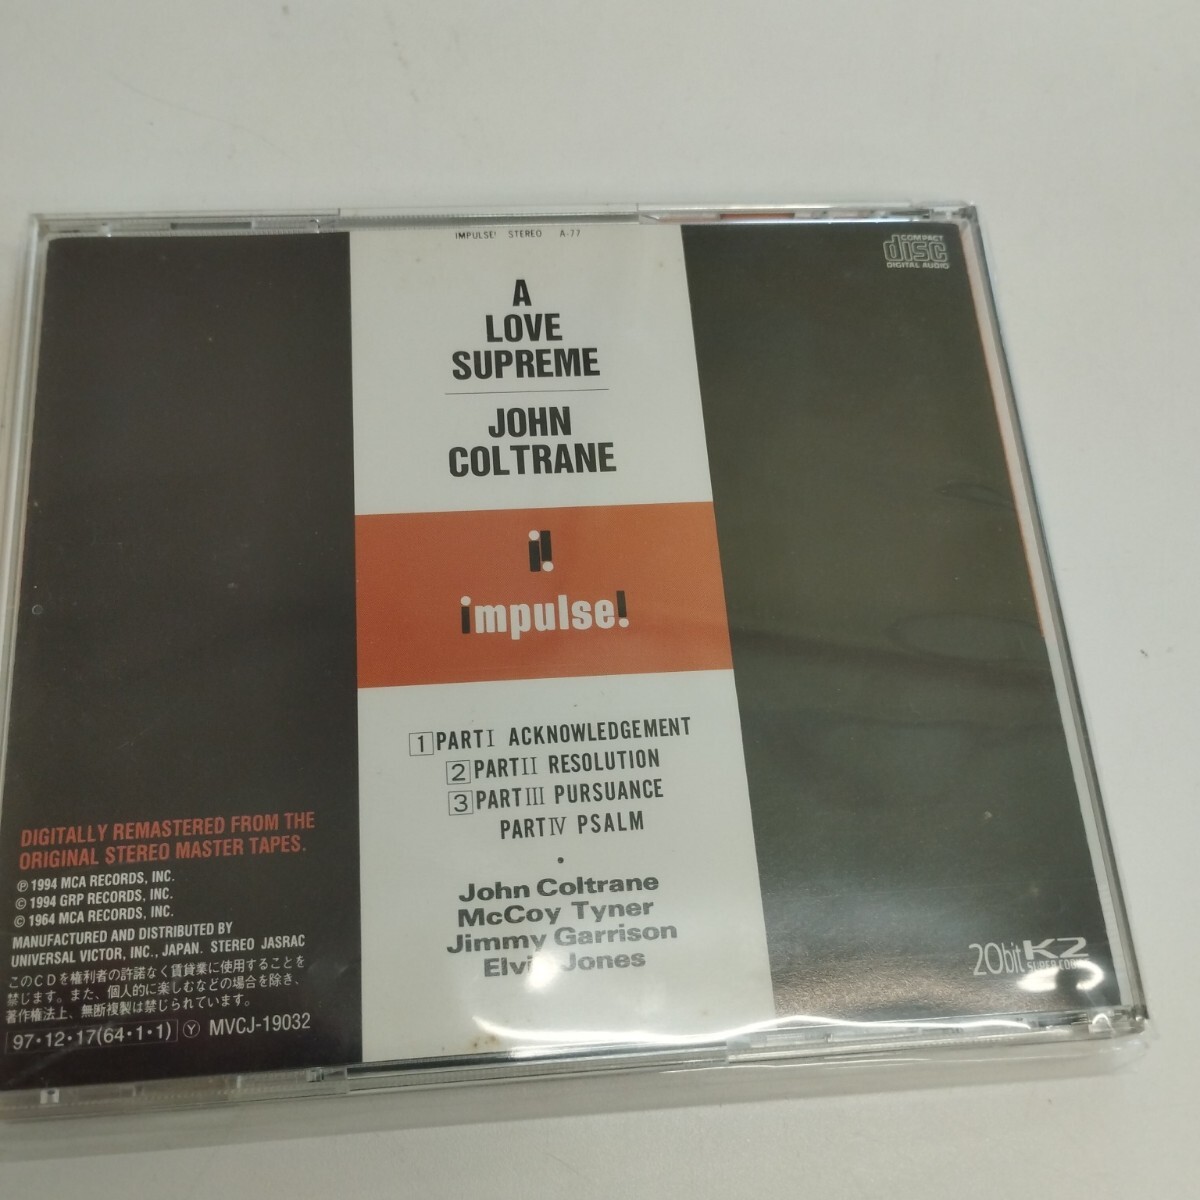 IMPULSE! STEREO A-77
COMPACT
disc
DIGITAL AUDIO
A
LOVE
SUPREME
JOHN
COLTRANE
i!
impulse!
1 PART I ACKNOWLEDGEMENT
2 PART II RESOLUTION
3 PART III PURSUANCE
PART IV PSALM
John Coltrane
McCoy Tyner
Jimmy Garrison
Elvin Jones
DIGITALLY REMASTERED FROM THE
ORIGINAL STEREO MASTER TAPES.
Ⓟ 1994 MCA RECORDS, INC.
© 1994 GRP RECORDS, INC.
© 1964 MCA RECORDS, INC.
MANUFACTURED AND DISTRIBUTED BY
UNIVERSAL VICTOR, INC., JAPAN. STEREO JASRAC
このCDを権利者の許諾なく賃貸業に使用することを
禁じます。また、個人的に楽しむなどの場合を除き、
著作権法上、無断複製は禁じられています。
97・12・17(64・1・1) Ⓨ MVCJ-19032
20bit K2
SUPER CODING